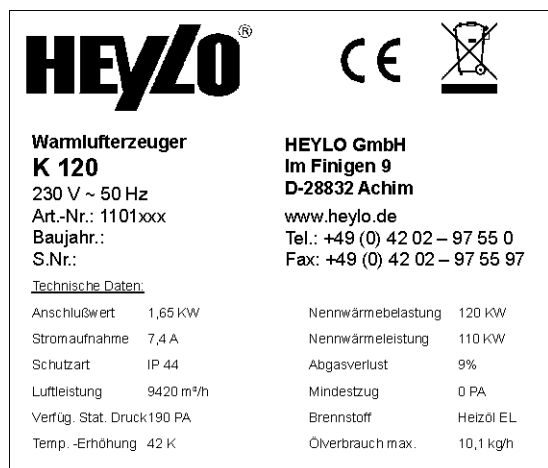 HEYLO®
CE
Warmlufterzeuger
K 120
230 V ~ 50 Hz
Art.-Nr.: 1101xxx
Baujahr.:
S.Nr.:
HEYLO GmbH
Im Finigen 9
D-28832 Achim
www.heylo.de
Tel.: +49 (0) 42 02 – 97 55 0
Fax: +49 (0) 42 02 – 97 55 97
Technische Daten:
Anschlußwert 1,65 KW
Stromaufnahme 7,4 A
Schutzart IP 44
Luftleistung 9420 m³/h
Verfüg. Stat. Druck 190 PA
Temp. -Erhöhung 42 K
Nennwärmebelastung 120 KW
Nennwärmeleistung 110 KW
Abgasverlust 9%
Mindestzug 0 PA
Brennstoff Heizöl EL
Ölverbrauch max. 10,1 kg/h